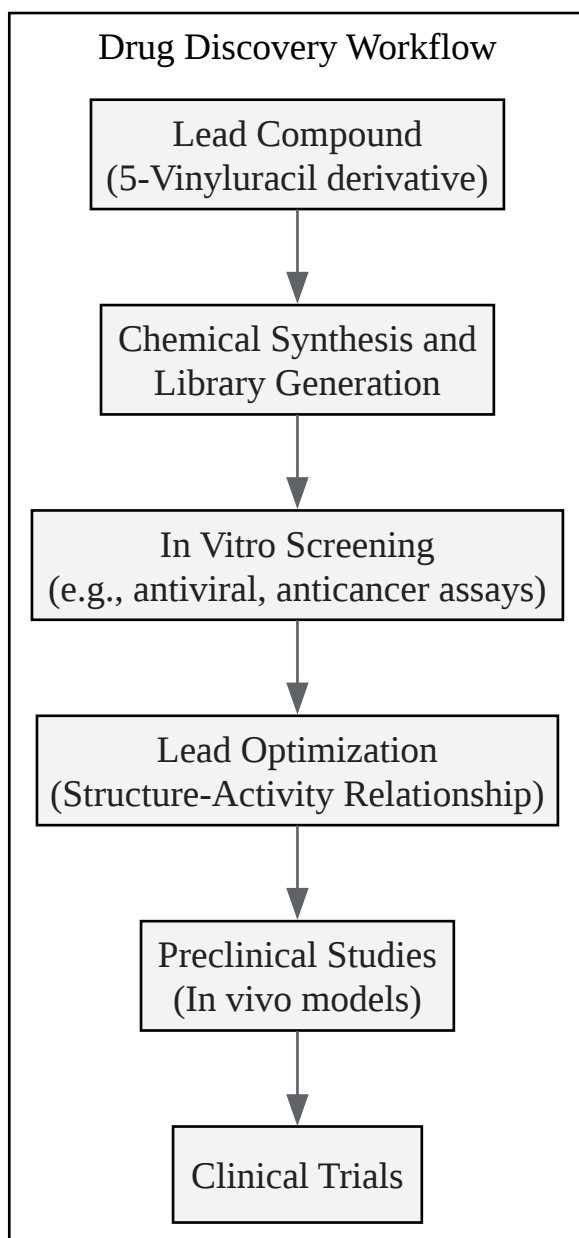 Drug Discovery Workflow
Lead Compound
(5-Vinyluracil derivative)
Chemical Synthesis and
Library Generation
In Vitro Screening
(e.g., antiviral, anticancer assays)
Lead Optimization
(Structure-Activity Relationship)
Preclinical Studies
(In vivo models)
Clinical Trials